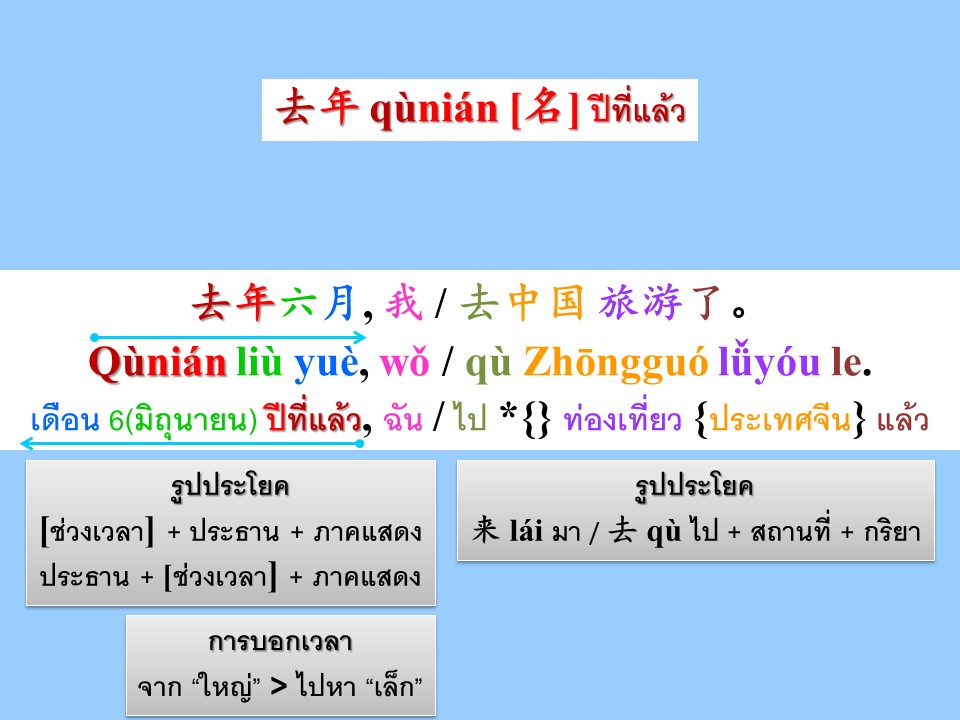 去年 qùnián [名] ปีที่แล้ว
去年六月, 我 / 去中国 旅游了。
Qùnián liù yuè, wǒ / qù Zhōngguó lǚyóu le.
เดือน 6(มิถุนายน) ปีที่แล้ว, ฉัน / ไป *{} ท่องเที่ยว {ประเทศจีน} แล้ว
รูปประโยค
[ช่วงเวลา] + ประธาน + ภาคแสดง
ประธาน + [ช่วงเวลา] + ภาคแสดง
รูปประโยค
来 lái มา / 去 qù ไป + สถานที่ + กริยา
การบอกเวลา
จาก “ใหญ่” > ไปหา “เล็ก”